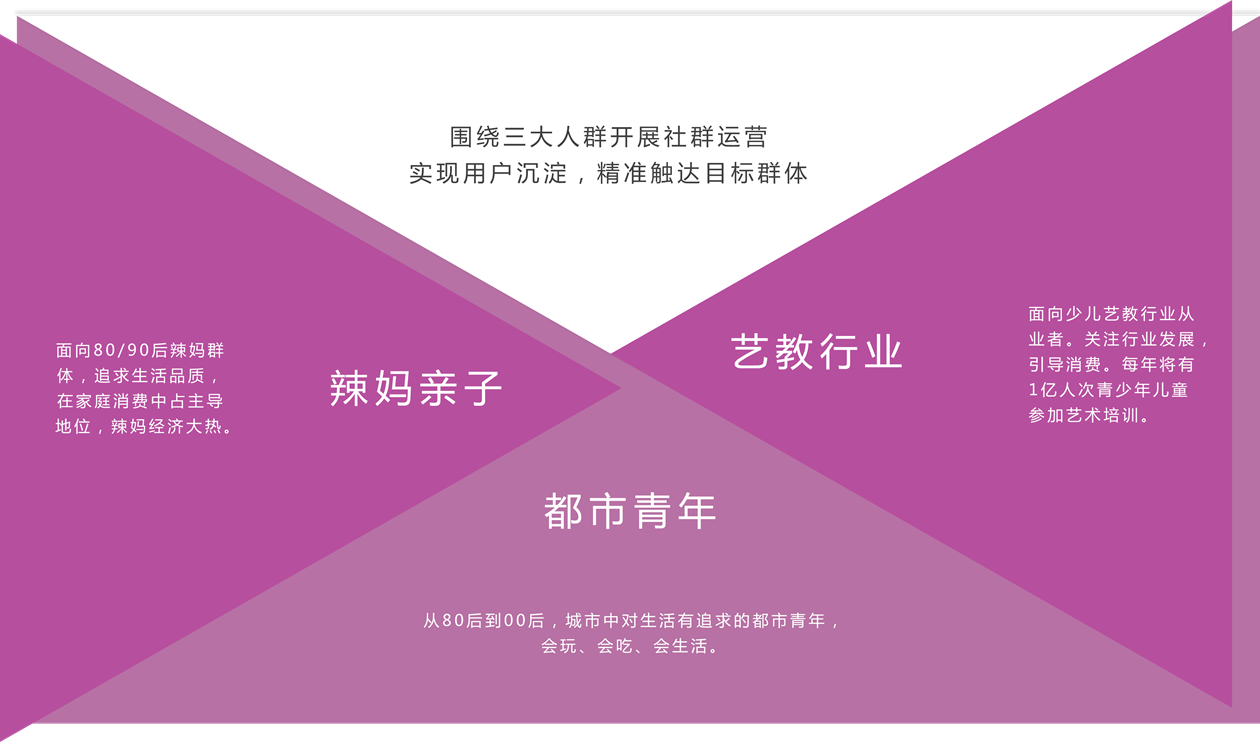 围绕三大人群开展社群运营
实现用户沉淀，精准触达目标群体
面向80/90后辣妈群
体，追求生活品质，
在家庭消费中占主导
地位，辣妈经济大热。
辣妈亲子
艺教行业
面向少儿艺教行业从
业者。关注行业发展，
引导消费。每年将有
1亿人次青少年儿童
参加艺术培训。
都市青年
从80后到00后，城市中对生活有追求的都市青年，
会玩、会吃、会生活。